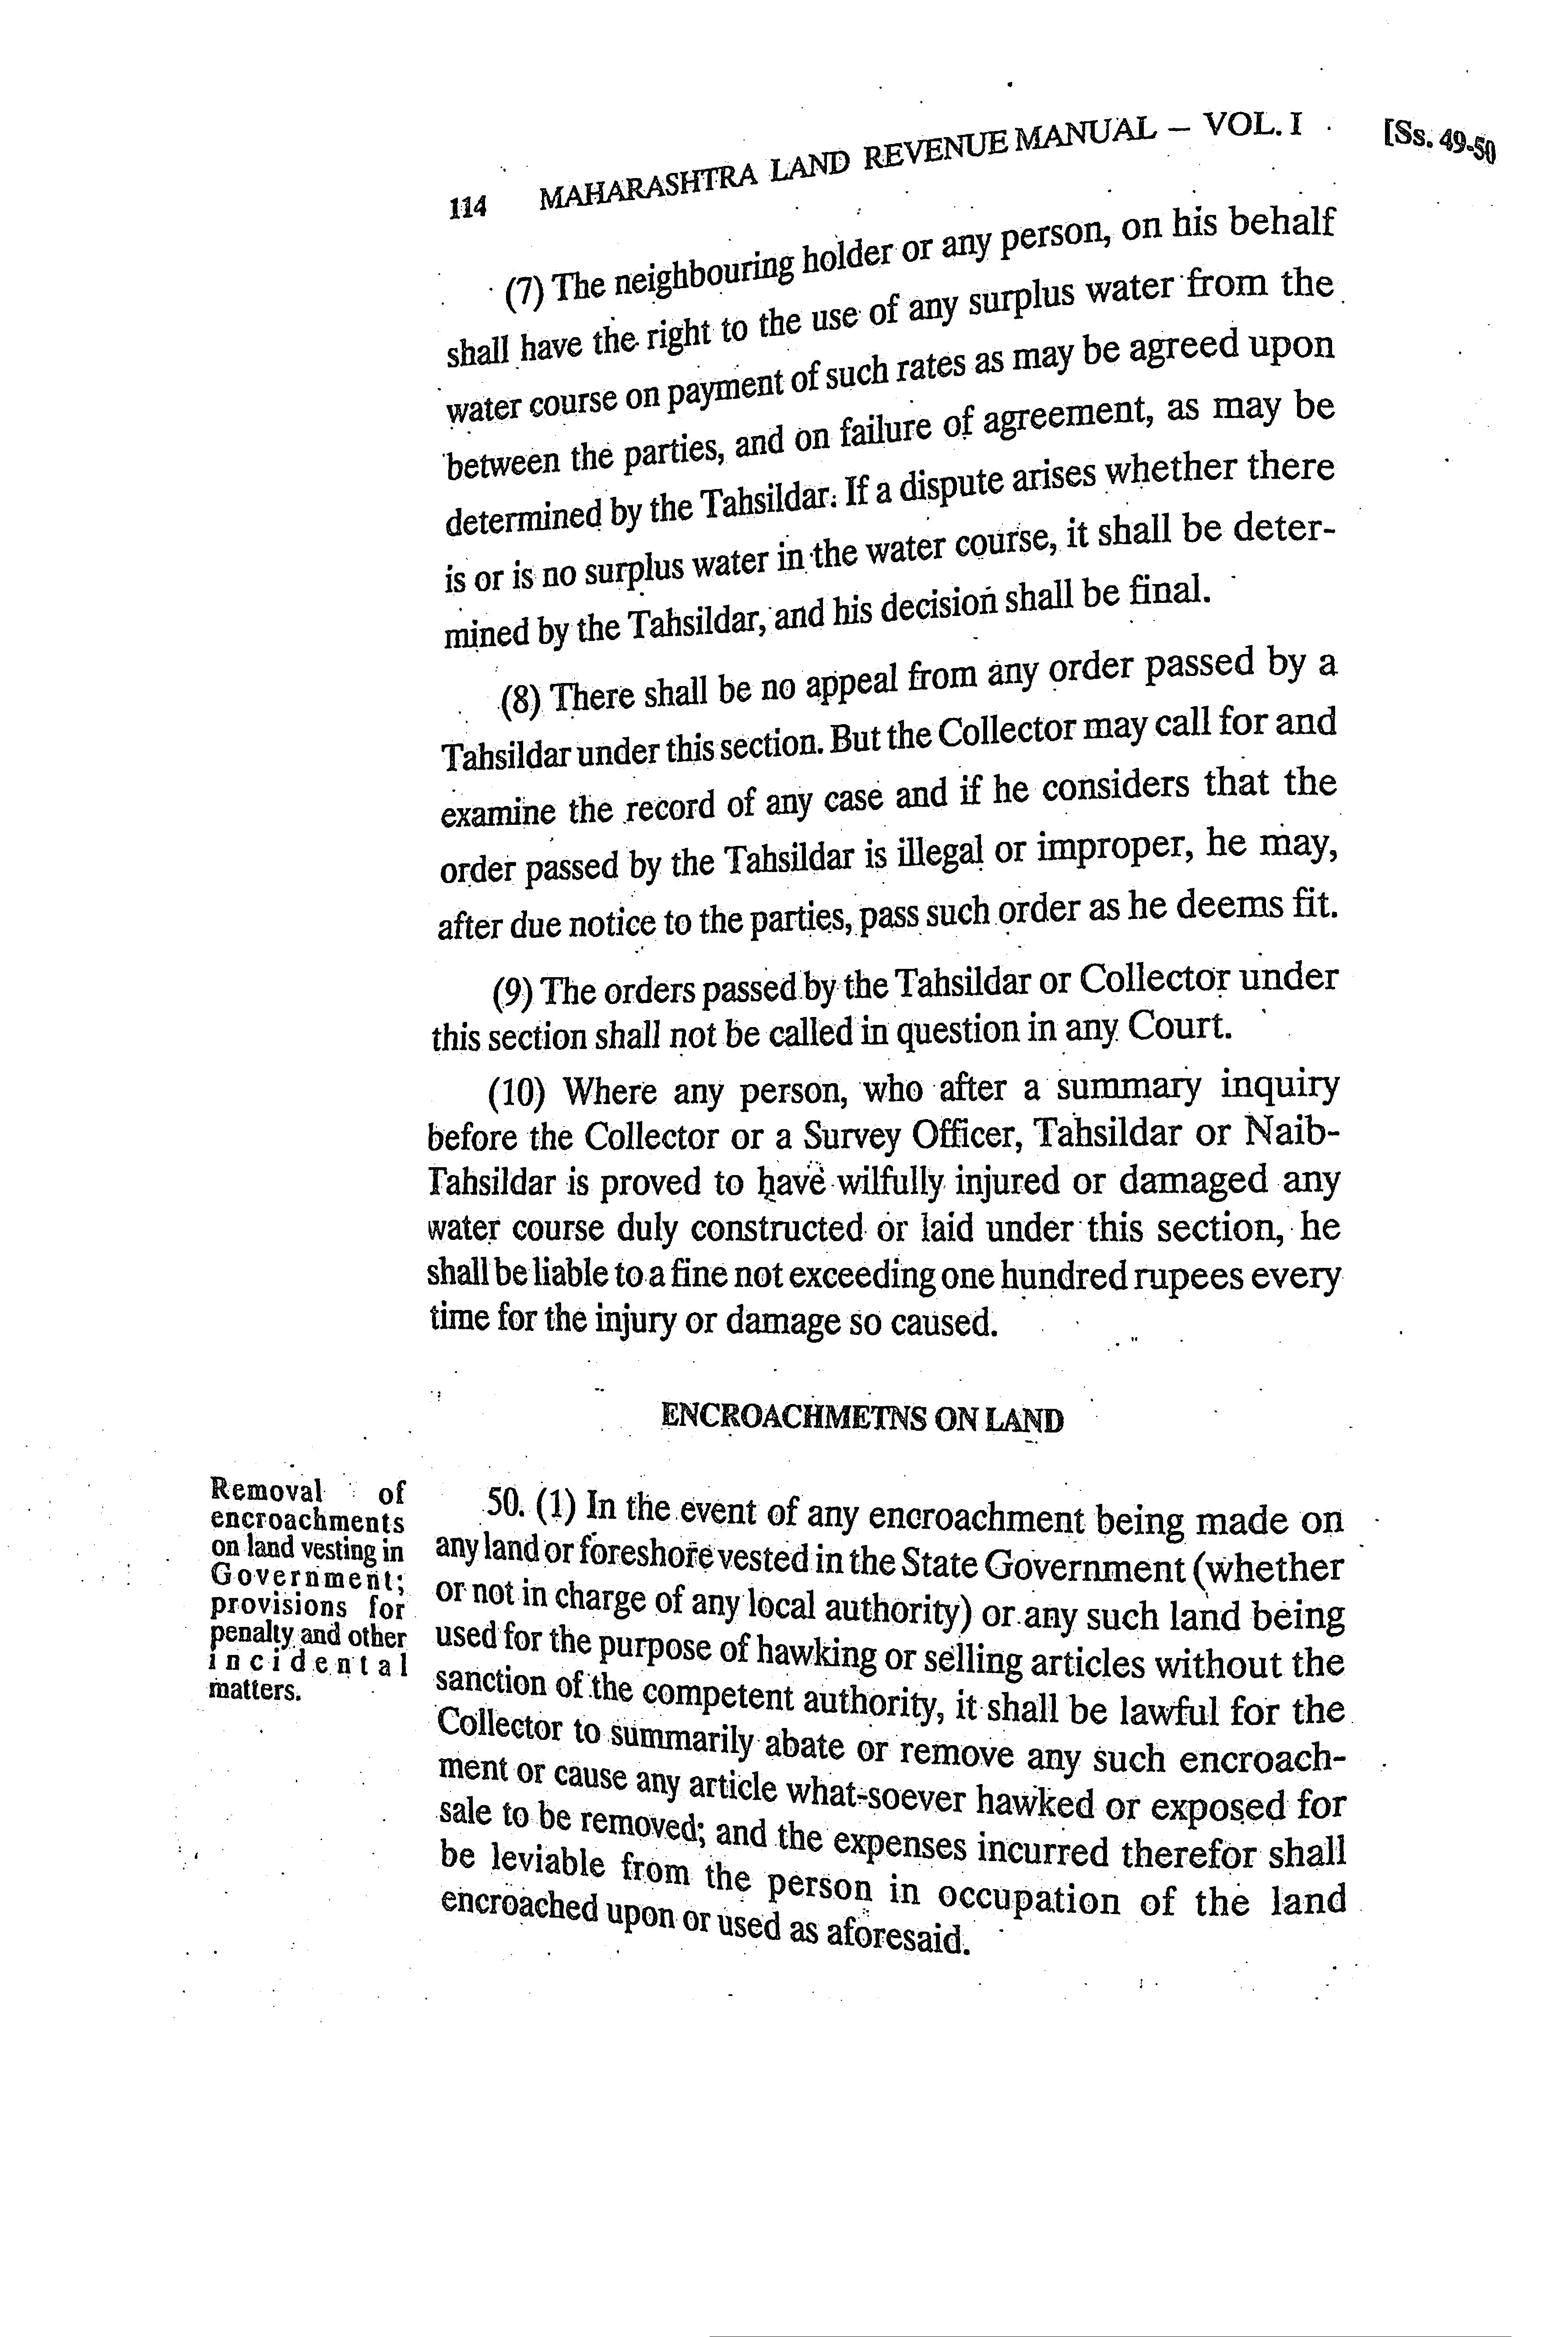 114 MAHARASHTRA LAND REVENUE MANUAL – VOL. I [Ss. 49-50
(7) The neighbouring holder or any person, on his behalf
shall have the right to the use of any surplus water from the
water course on payment of such rates as may be agreed upon
between the parties, and on failure of agreement, as may be
determined by the Tahsildar. If a dispute arises whether there
is or is no surplus water in the water course, it shall be deter-
mined by the Tahsildar, and his decision shall be final.
(8) There shall be no appeal from any order passed by a
Tahsildar under this section. But the Collector may call for and
examine the record of any case and if he considers that the
order passed by the Tahsildar is illegal or improper, he may,
after due notice to the parties, pass such order as he deems fit.
(9) The orders passed by the Tahsildar or Collector under
this section shall not be called in question in any Court.
(10) Where any person, who after a summary inquiry
before the Collector or a Survey Officer, Tahsildar or Naib-
Tahsildar is proved to have wilfully injured or damaged any
water course duly constructed or laid under this section, he
shall be liable to a fine not exceeding one hundred rupees every
time for the injury or damage so caused.
ENCROACHMETNS ON LAND
Removal of
encroachments
on land vesting in
Government;
provisions for
penalty and other
incidental
matters.
50. (1) In the event of any encroachment being made on
any land or foreshore vested in the State Government (whether
or not in charge of any local authority) or any such land being
used for the purpose of hawking or selling articles without the
sanction of the competent authority, it shall be lawful for the
Collector to summarily abate or remove any such encroach-
ment or cause any article what-soever hawked or exposed for
sale to be removed; and the expenses incurred therefor shall
be leviable from the person in occupation of the land
encroached upon or used as aforesaid.